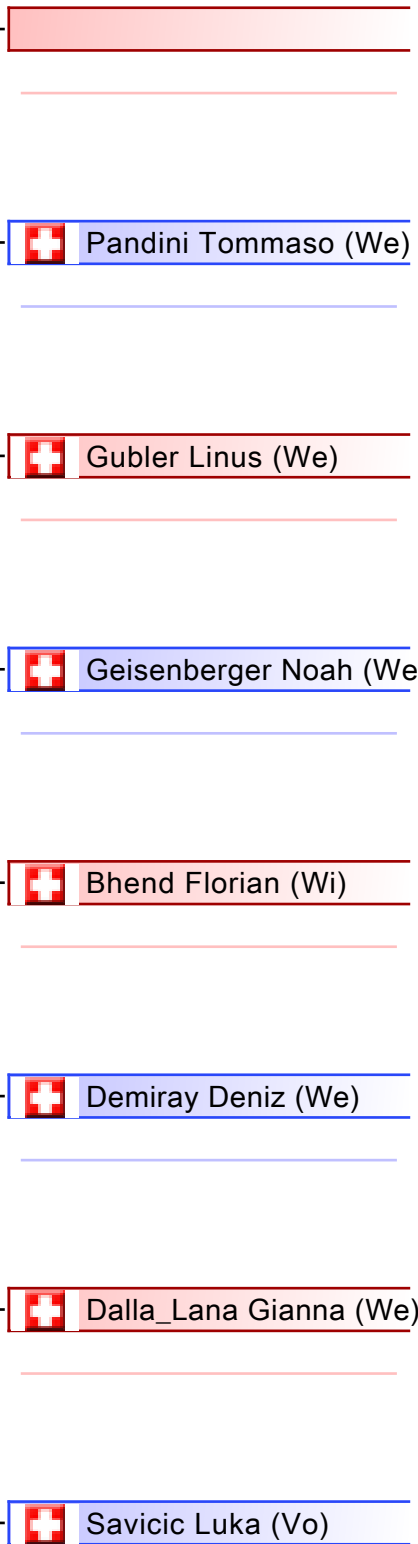 Pandini Tommaso (We)
Gubler Linus (We)
Geisenberger Noah (We
Bhend Florian (Wi)
Demiray Deniz (We)
Dalla_Lana Gianna (We)
Savicic Luka (Vo)